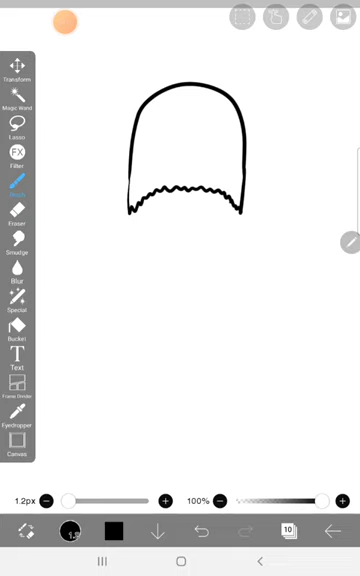 Transform
Magic Wand
Lasso
FX
Filter
Brush
Eraser
Smudge
Blur
Special
Bucket
T
Text
Frame Divider
Eyedropper
Canvas
1.2px
100%
10